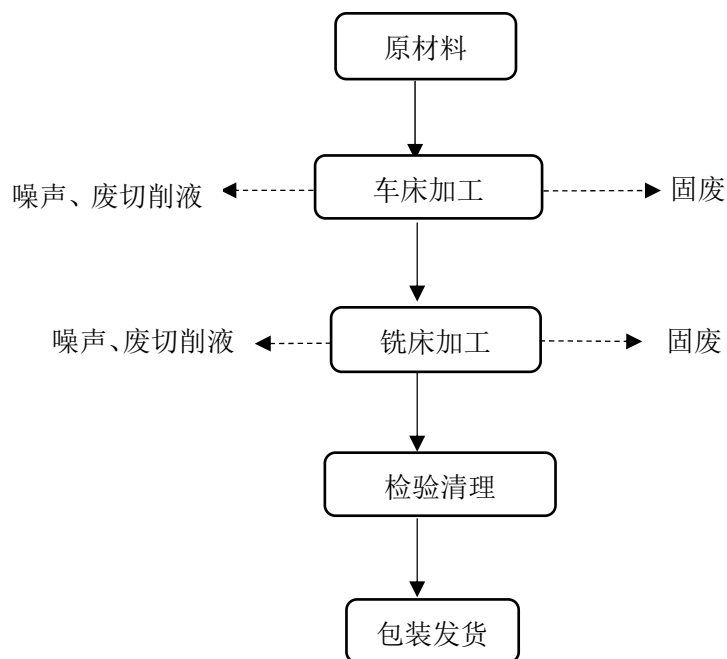 原材料
噪声、废切削液
车床加工
固废
噪声、废切削液
铣床加工
固废
检验清理
包装发货